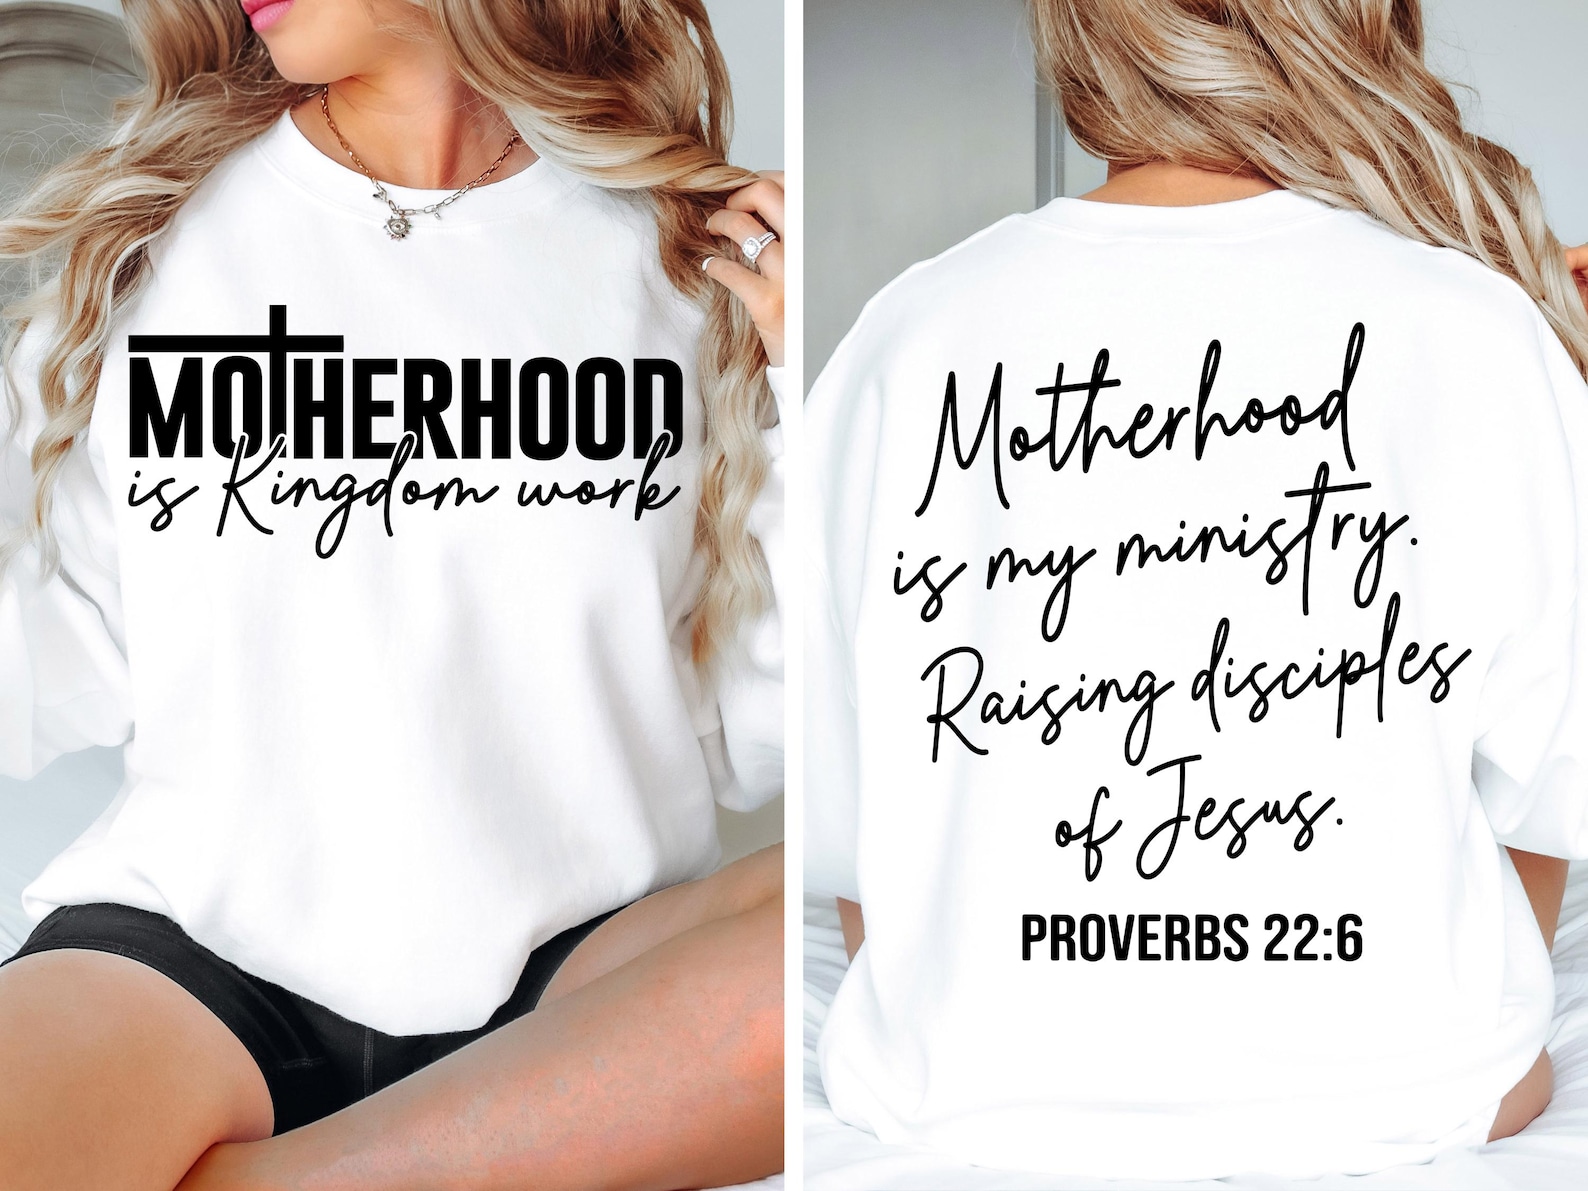 MOTHERHOOD
is Kingdom work
Motherhood
is my ministry.
Raising disciples
of Jesus.
PROVERBS 22:6